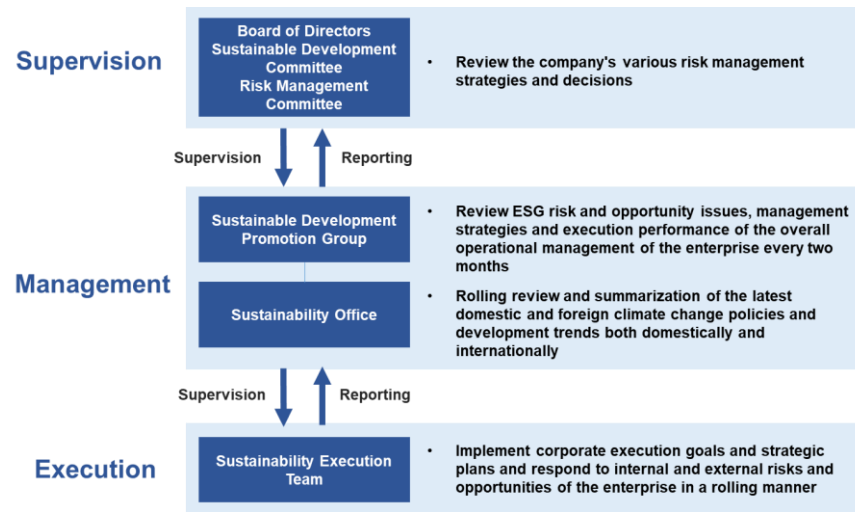 Supervision
Board of Directors
Sustainable Development
Committee
Risk Management
Committee
• Review the company's various risk management
strategies and decisions
Supervision
Reporting
Management
Sustainable Development
Promotion Group
• Review ESG risk and opportunity issues, management
strategies and execution performance of the overall
operational management of the enterprise every two
months
Sustainability Office
• Rolling review and summarization of the latest
domestic and foreign climate change policies and
development trends both domestically and
internationally
Supervision
Reporting
Execution
Sustainability Execution
Team
• Implement corporate execution goals and strategic
plans and respond to internal and external risks and
opportunities of the enterprise in a rolling manner